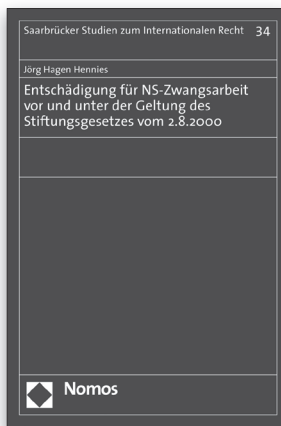 Saarbrücker Studien zum Internationalen Recht 34
Jörg Hagen Hennies
Entschädigung für NS-Zwangsarbeit
vor und unter der Geltung des
Stiftungsgesetzes vom 2.8.2000
Nomos